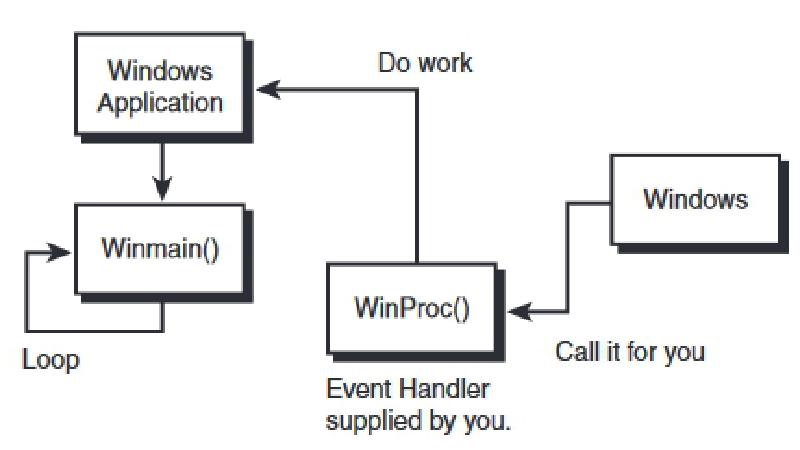 Windows
Application
Do work
Windows
Winmain()
WinProc()
Call it for you
Loop
Event Handler
supplied by you.